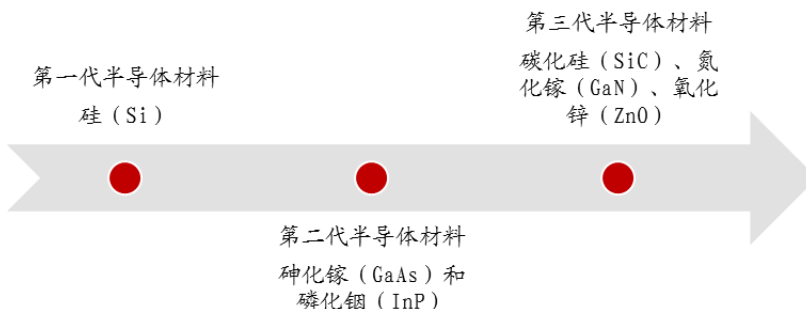 第一代半导体材料
硅（Si）
第二代半导体材料
砷化镓（GaAs）和
磷化铟（InP）
第三代半导体材料
碳化硅（SiC）、氮
化镓（GaN）、氧化
锌（ZnO）